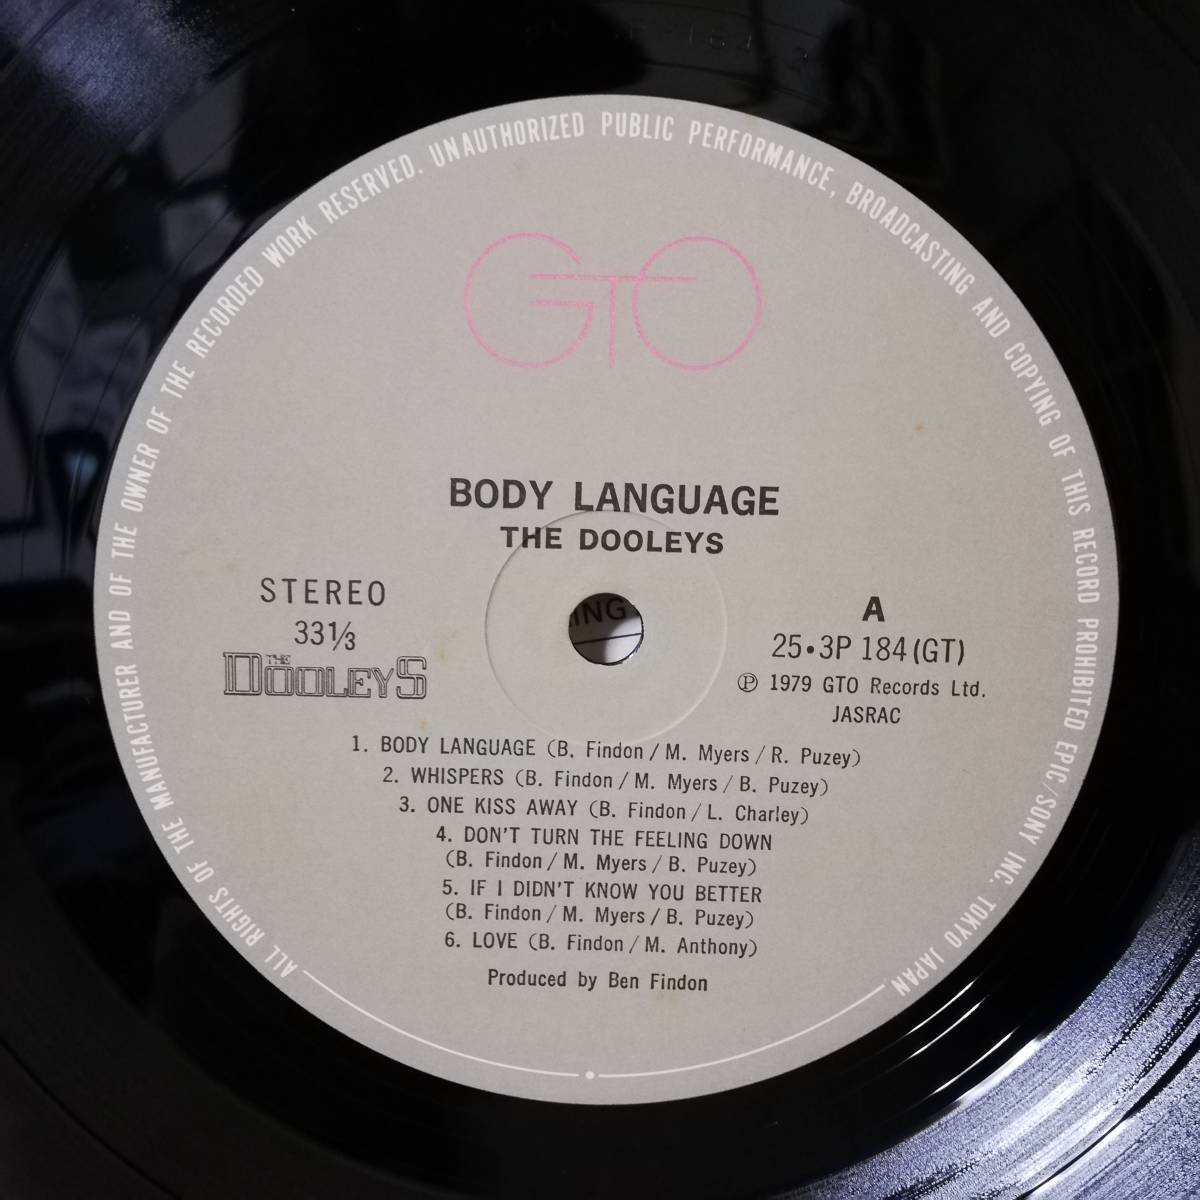 ALL RIGHTS OF THE MANUFACTURER AND OF THE OWNER OF THE RECORDED WORK RESERVED. UNAUTHORIZED PUBLIC PERFORMANCE, BROADCASTING AND COPYING OF THIS RECORD PROHIBITED EPIC/SONY INC. TOKYO JAPAN
GTO
BODY LANGUAGE
THE DOOLEYS
STEREO
33⅓
THE DOOLEYS
A
25・3P 184(GT)
Ⓟ 1979 GTO Records Ltd.
JASRAC
1. BODY LANGUAGE (B. Findon / M. Myers / R. Puzey)
2. WHISPERS (B. Findon / M. Myers / B. Puzey)
3. ONE KISS AWAY (B. Findon / L. Charley)
4. DON'T TURN THE FEELING DOWN
(B. Findon / M. Myers / B. Puzey)
5. IF I DIDN'T KNOW YOU BETTER
(B. Findon / M. Myers / B. Puzey)
6. LOVE (B. Findon / M. Anthony)
Produced by Ben Findon